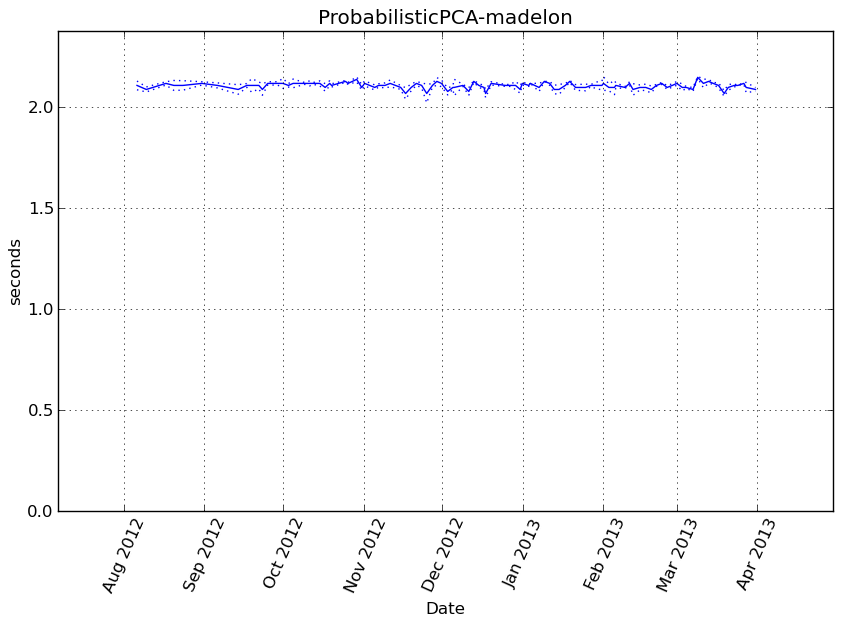 ProbabilisticPCA-madelon
2.0
1.5
1.0
0.5
0.0
seconds
Aug 2012
Sep 2012
Oct 2012
Nov 2012
Dec 2012
Jan 2013
Feb 2013
Mar 2013
Apr 2013
Date